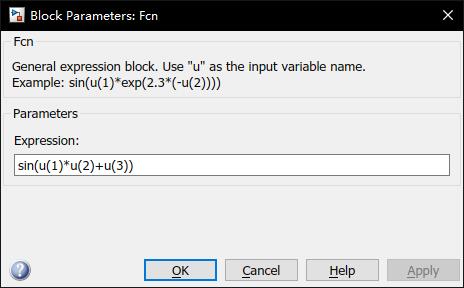 Block Parameters: Fcn
Fcn
General expression block. Use "u" as the input variable name.
Example: sin(u(1)*exp(2.3*(-u(2))))
Parameters
Expression:
sin(u(1)*u(2)+u(3))
OK Cancel Help Apply